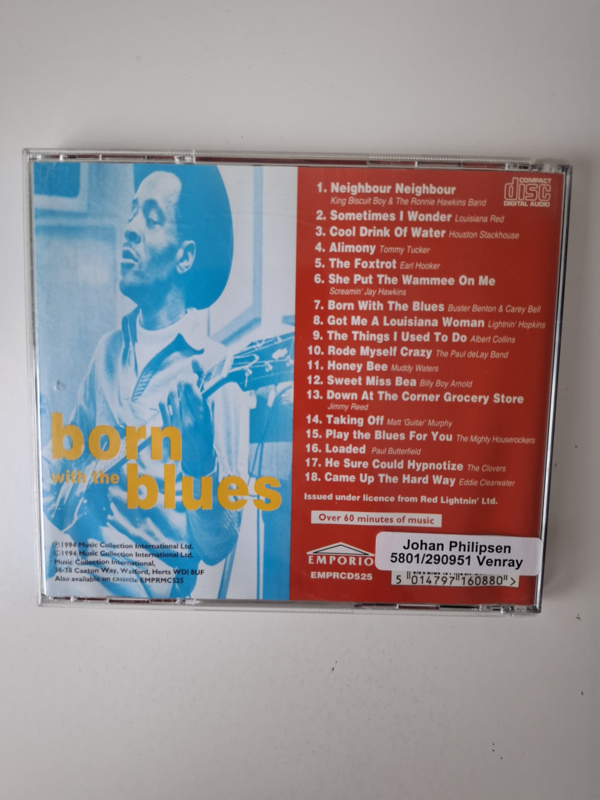 COMPACT
disc
DIGITAL AUDIO
1. Neighbour Neighbour
King Biscuit Boy & The Ronnie Hawkins Band
2. Sometimes I Wonder Louisiana Red
3. Cool Drink Of Water Houston Stackhouse
4. Alimony Tommy Tucker
5. The Foxtrot Earl Hooker
6. She Put The Wammee On Me
Screamin' Jay Hawkins
7. Born With The Blues Buster Benton & Carey Bell
8. Got Me A Louisiana Woman Lightnin' Hopkins
9. The Things I Used To Do Albert Collins
10. Rode Myself Crazy The Paul deLay Band
11. Honey Bee Muddy Waters
12. Sweet Miss Bea Billy Boy Arnold
13. Down At The Corner Grocery Store
Jimmy Reed
14. Taking Off Matt 'Guitar' Murphy
15. Play the Blues For You The Mighty Houserockers
16. Loaded Paul Butterfield
17. He Sure Could Hypnotize The Clovers
18. Came Up The Hard Way Eddie Clearwater
Issued under licence from Red Lightnin' Ltd.
Over 60 minutes of music
born
with the
blues
℗1994 Music Collection International Ltd.
©1994 Music Collection International Ltd.
Music Collection International,
36-38 Caxton Way, Watford, Herts WD1 8UF
Also available on cassette EMPRMC525
EMPORIO
EMPRCD525
Johan Philipsen
5801/290951 Venray
5 014797 160880 >